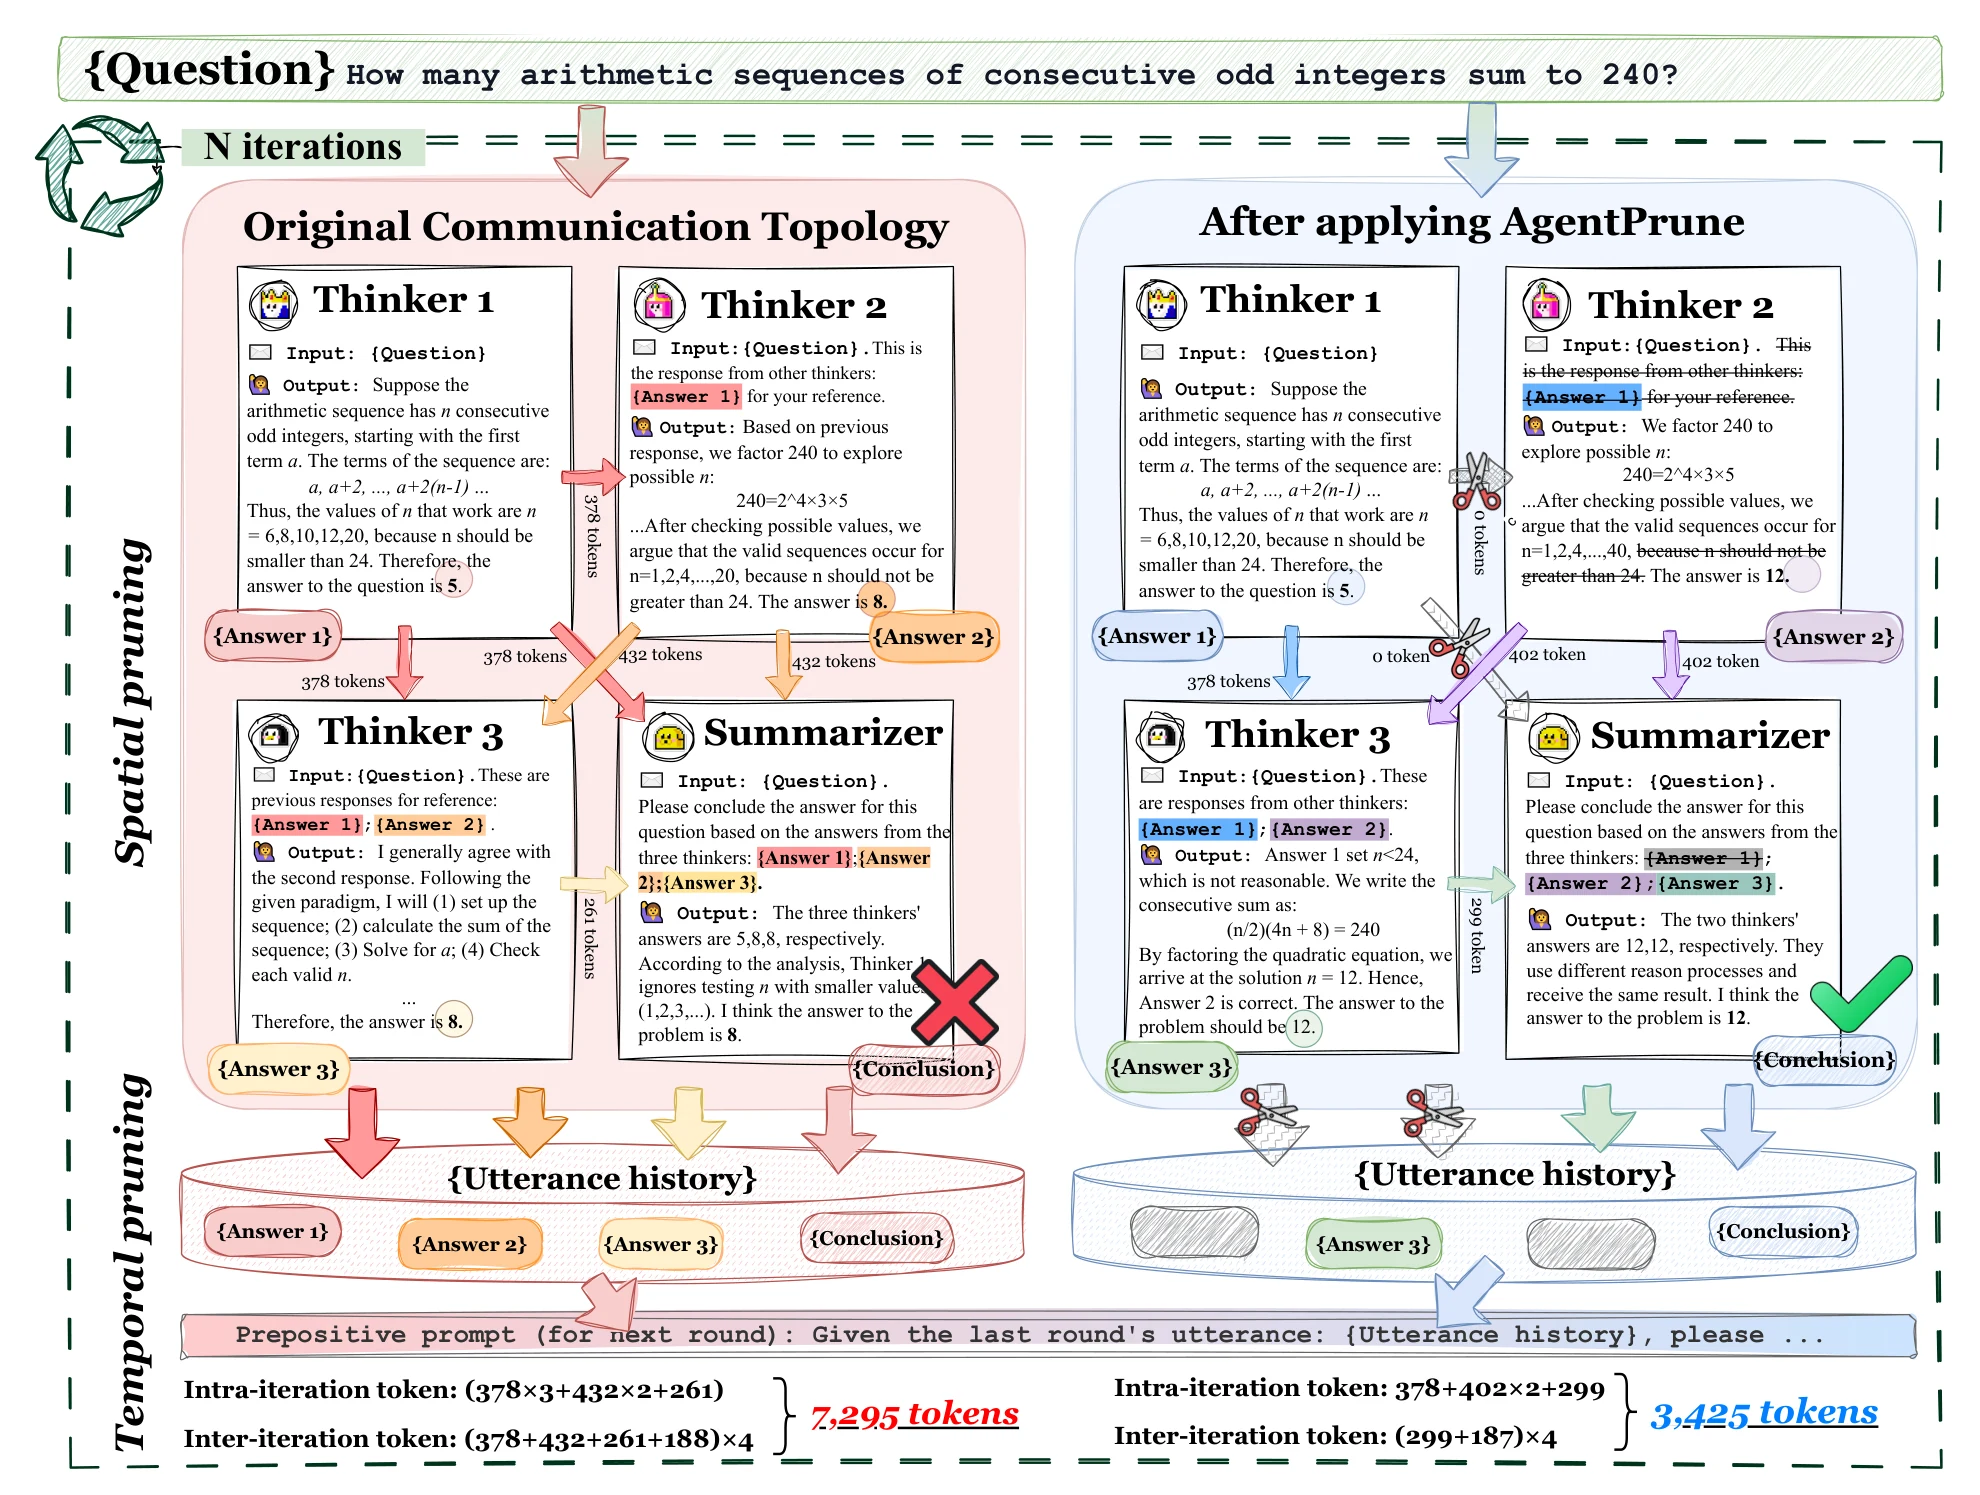 {Question} How many arithmetic sequences of consecutive odd integers sum to 240?
N iterations
Spatial pruning
Temporal pruning
Original Communication Topology
Thinker 1
Input: {Question}
Output: Suppose the
arithmetic sequence has n consecutive
odd integers, starting with the first
term a. The terms of the sequence are:
a, a+2, ..., a+2(n-1) ...
Thus, the values of n that work are n
= 6,8,10,12,20, because n should be
smaller than 24. Therefore, the
answer to the question is 5.
{Answer 1}
378 tokens
Thinker 2
Input:{Question}. This is
the response from other thinkers:
{Answer 1} for your reference.
Output: Based on previous
response, we factor 240 to explore
possible n:
240=2^4×3×5
...After checking possible values, we
argue that the valid sequences occur for
n=1,2,4,...,20, because n should not be
greater than 24. The answer is 8.
{Answer 2}
378 tokens
378 tokens
432 tokens
432 tokens
Thinker 3
Input:{Question}. These are
previous responses for reference:
{Answer 1};{Answer 2} .
Output: I generally agree with
the second response. Following the
given paradigm, I will (1) set up the
sequence; (2) calculate the sum of the
sequence; (3) Solve for a; (4) Check
each valid n.
...
Therefore, the answer is 8.
{Answer 3}
261 tokens
Summarizer
Input: {Question}.
Please conclude the answer for this
question based on the answers from the
three thinkers: {Answer 1};{Answer
2};{Answer 3}.
Output: The three thinkers'
answers are 5,8,8, respectively.
According to the analysis, Thinker 1
ignores testing n with smaller values
(1,2,3,...). I think the answer to the
problem is 8.
{Conclusion}
{Utterance history}
{Answer 1}
{Answer 2}
{Answer 3}
{Conclusion}
After applying AgentPrune
Thinker 1
Input: {Question}
Output: Suppose the
arithmetic sequence has n consecutive
odd integers, starting with the first
term a. The terms of the sequence are:
a, a+2, ..., a+2(n-1) ...
Thus, the values of n that work are n
= 6,8,10,12,20, because n should be
smaller than 24. Therefore, the
answer to the question is 5.
{Answer 1}
0 tokens
Thinker 2
Input:{Question}. This
is the response from other thinkers:
{Answer 1} for your reference.
Output: We factor 240 to
explore possible n:
240=2^4×3×5
...After checking possible values, we
argue that the valid sequences occur for
n=1,2,4,...,40, because n should not be
greater than 24. The answer is 12.
{Answer 2}
378 tokens
0 token
402 token
402 token
Thinker 3
Input:{Question}. These
are responses from other thinkers:
{Answer 1};{Answer 2}.
Output: Answer 1 set n<24,
which is not reasonable. We write the
consecutive sum as:
(n/2)(4n + 8) = 240
By factoring the quadratic equation, we
arrive at the solution n = 12. Hence,
Answer 2 is correct. The answer to the
problem should be 12.
{Answer 3}
299 token
Summarizer
Input: {Question}.
Please conclude the answer for this
question based on the answers from the
three thinkers: {Answer 1};
{Answer 2};{Answer 3}.
Output: The two thinkers'
answers are 12,12, respectively. They
use different reason processes and
receive the same result. I think the
answer to the problem is 12.
{Conclusion}
{Utterance history}
{Answer 3}
{Conclusion}
Prepositive prompt (for next round): Given the last round's utterance: {Utterance history}, please ...
Intra-iteration token: (378×3+432×2+261)
Inter-iteration token: (378+432+261+188)×4
7,295 tokens
Intra-iteration token: 378+402×2+299
Inter-iteration token: (299+187)×4
3,425 tokens